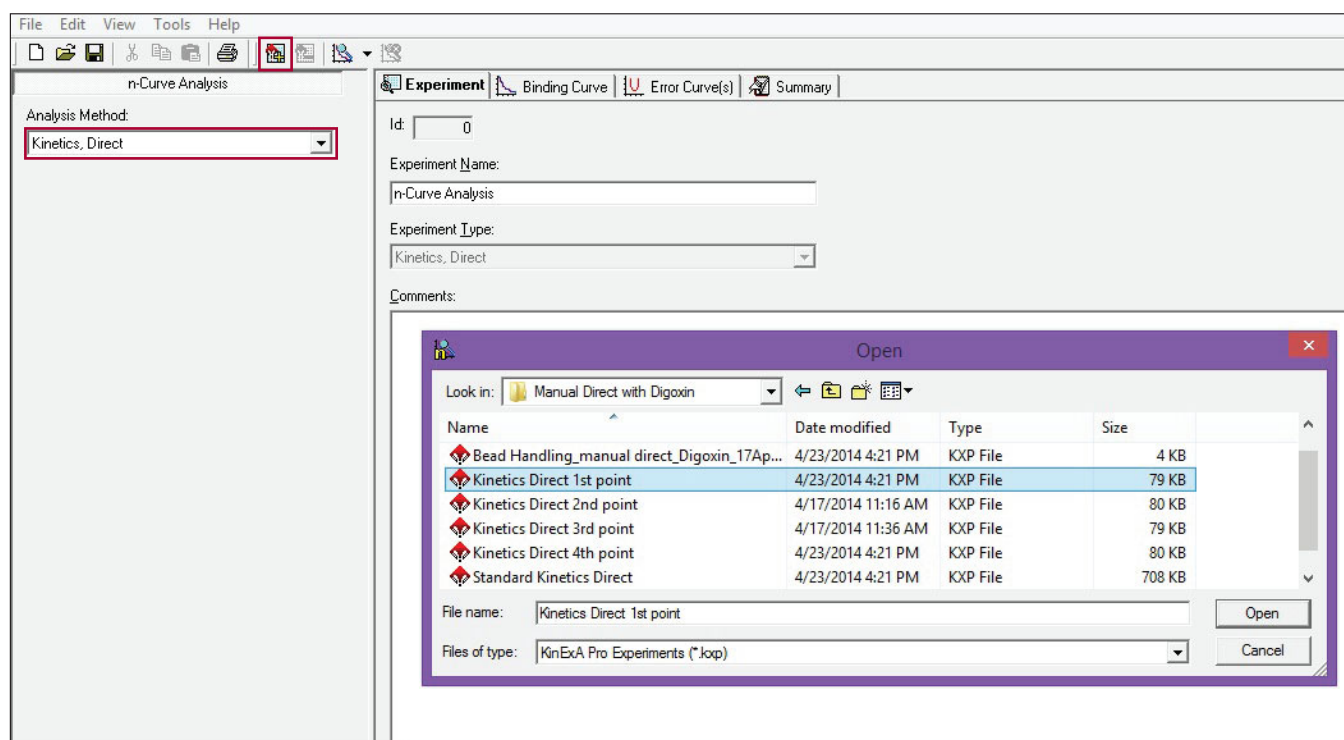 File Edit View Tools Help
n-Curve Analysis
Analysis Method:
Kinetics, Direct
Experiment Binding Curve Error Curve(s) Summary
Id: 0
Experiment Name:
n-Curve Analysis
Experiment Type:
Kinetics, Direct
Comments:
Open
Look in: Manual Direct with Digoxin
Name Date modified Type Size
Bead Handling_manual direct_Digoxin_17Ap... 4/23/2014 4:21 PM KXP File 4 KB
Kinetics Direct 1st point 4/23/2014 4:21 PM KXP File 79 KB
Kinetics Direct 2nd point 4/17/2014 11:16 AM KXP File 80 KB
Kinetics Direct 3rd point 4/17/2014 11:36 AM KXP File 79 KB
Kinetics Direct 4th point 4/23/2014 4:21 PM KXP File 80 KB
Standard Kinetics Direct 4/23/2014 4:21 PM KXP File 708 KB
File name: Kinetics Direct 1st point Open
Files of type: KinExA Pro Experiments (*.kxp) Cancel